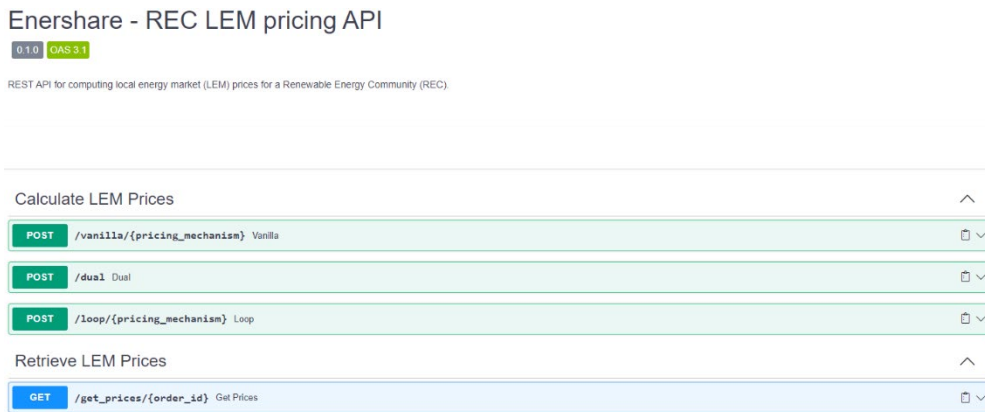 Enershare - REC LEM pricing API
0.1.0 OAS 3.1
REST API for computing local energy market (LEM) prices for a Renewable Energy Community (REC).
Calculate LEM Prices
POST /vanilla/{pricing_mechanism} Vanilla
POST /dual Dual
POST /loop/{pricing_mechanism} Loop
Retrieve LEM Prices
GET /get_prices/{order_id} Get Prices